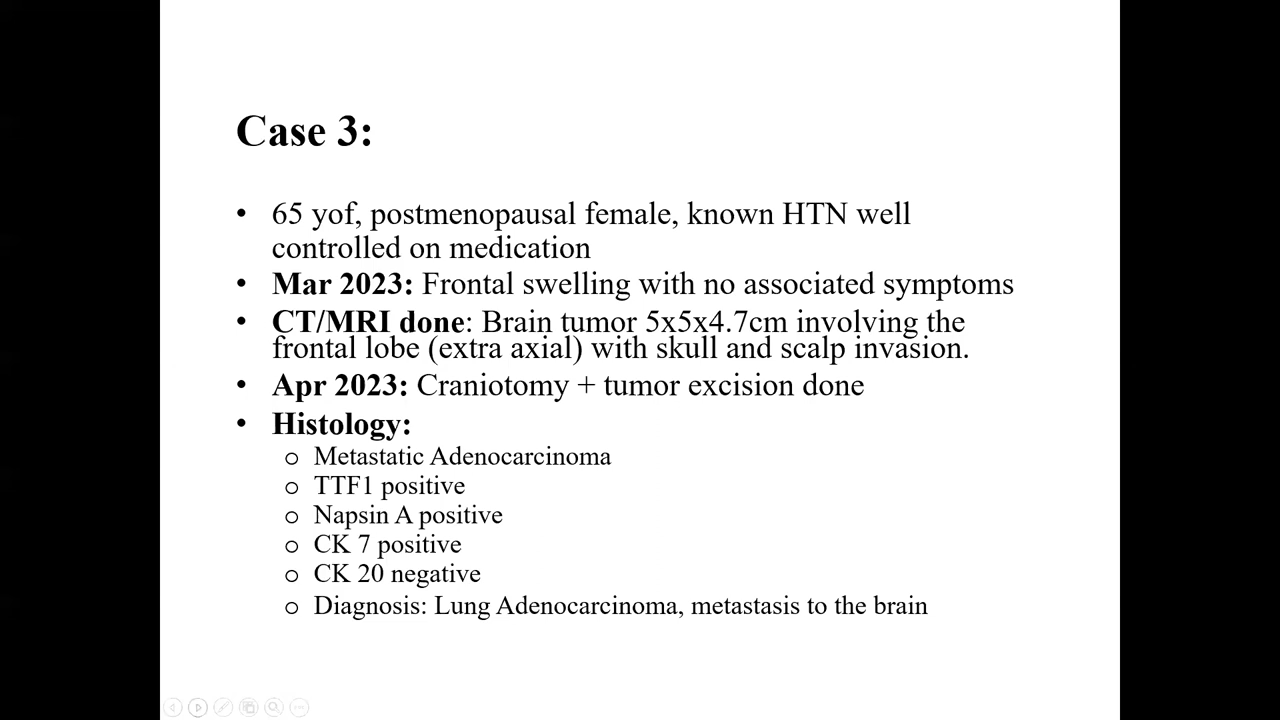 Case 3:
• 65 yof, postmenopausal female, known HTN well
controlled on medication
• Mar 2023: Frontal swelling with no associated symptoms
• CT/MRI done: Brain tumor 5x5x4.7cm involving the
frontal lobe (extra axial) with skull and scalp invasion.
• Apr 2023: Craniotomy + tumor excision done
• Histology:
o Metastatic Adenocarcinoma
o TTF1 positive
o Napsin A positive
o CK 7 positive
o CK 20 negative
o Diagnosis: Lung Adenocarcinoma, metastasis to the brain